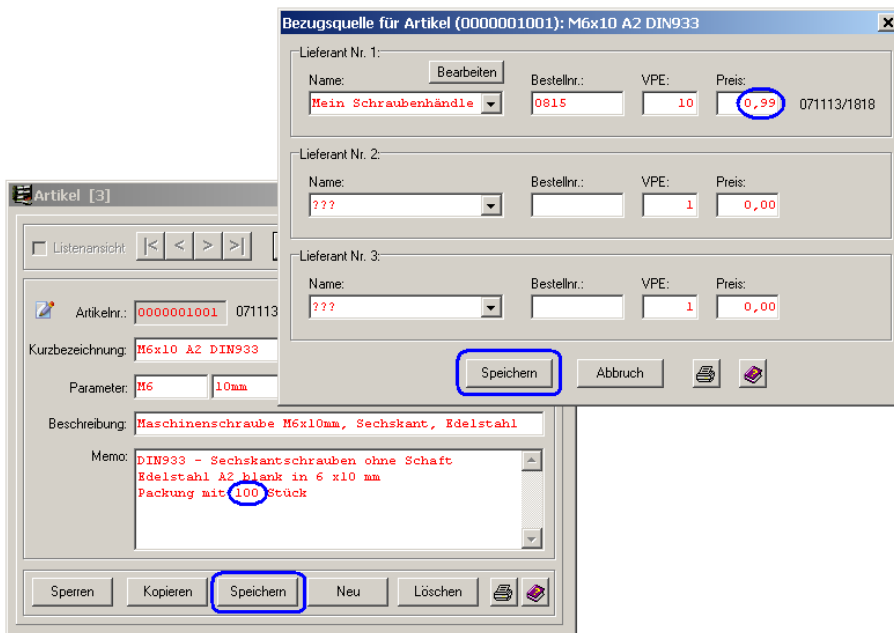 Bezugsquelle für Artikel (0000001001): M6x10 A2 DIN933
Lieferant Nr. 1:
Name:
Bearbeiten
Bestellnr.:
VPE:
Preis:
Mein Schraubenhändle
0815
10
0,99
071113/1818
Lieferant Nr. 2:
Name:
Bestellnr.:
VPE:
Preis:
???
1
0,00
Lieferant Nr. 3:
Name:
Bestellnr.:
VPE:
Preis:
???
1
0,00
Speichern
Abbruch
Artikel [3]
Listenansicht
|<
<
>
>|
Artikelnr.:
0000001001
071113
Kurzbezeichnung:
M6x10 A2 DIN933
Parameter:
M6
10mm
Beschreibung:
Maschinenschraube M6x10mm, Sechskant, Edelstahl
Memo:
DIN933 - Sechskantschrauben ohne Schaft
Edelstahl A2 blank in 6 x10 mm
Packung mit 100 Stück
Sperren
Kopieren
Speichern
Neu
Löschen